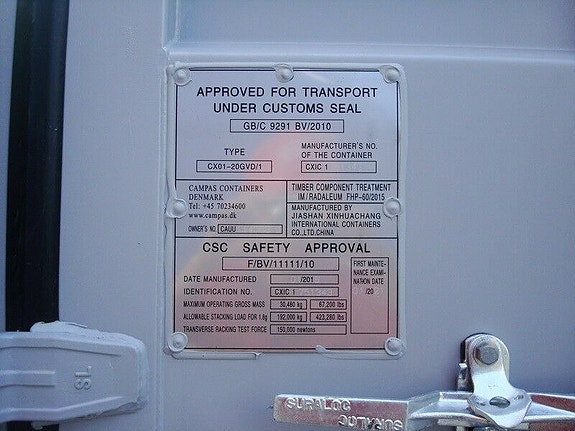 APPROVED FOR TRANSPORT
UNDER CUSTOMS SEAL
GB/C 9291 BV/2010
TYPE
CX01-20GVD/1
MANUFACTURER'S NO.
OF THE CONTAINER
CXIC 1
CAMPAS CONTAINERS
DENMARK
Tel: +45 70234600
www.campas.dk
OWNER'S NO. CAUU
TIMBER COMPONENT TREATMENT
IM/RADALEUM FHP-60/2015
MANUFACTURED BY
JIASHAN XINHUACHANG
INTERNATIONAL CONTAINERS
CO.,LTD.CHINA
CSC SAFETY APPROVAL
F/BV/11111/10
DATE MANUFACTURED /201
IDENTIFICATION NO. CXIC 1
MAXIMUM OPERATING GROSS MASS 30,480 kg 67,200 lbs
ALLOWABLE STACKING LOAD FOR 1.8g 192,000 kg 423,280 lbs
TRANSVERSE RACKING TEST FORCE 150,000 newtons
FIRST MAINTE-
NANCE EXAMI-
NATION DATE
/20
SURALOC
SURALOC